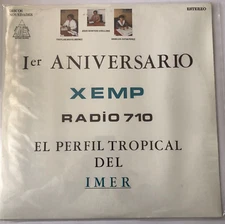 ESTEREO
1er ANIVERSARIO
XEMP
RADIO 710
EL PERFIL TROPICAL
DEL
IMER